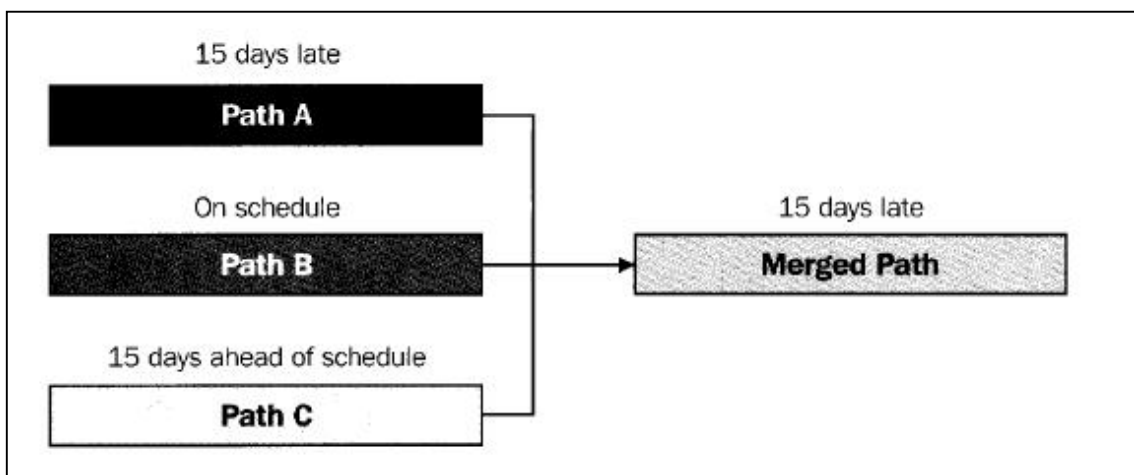 15 days late
Path A
On schedule
Path B
15 days ahead of schedule
Path C
15 days late
Merged Path